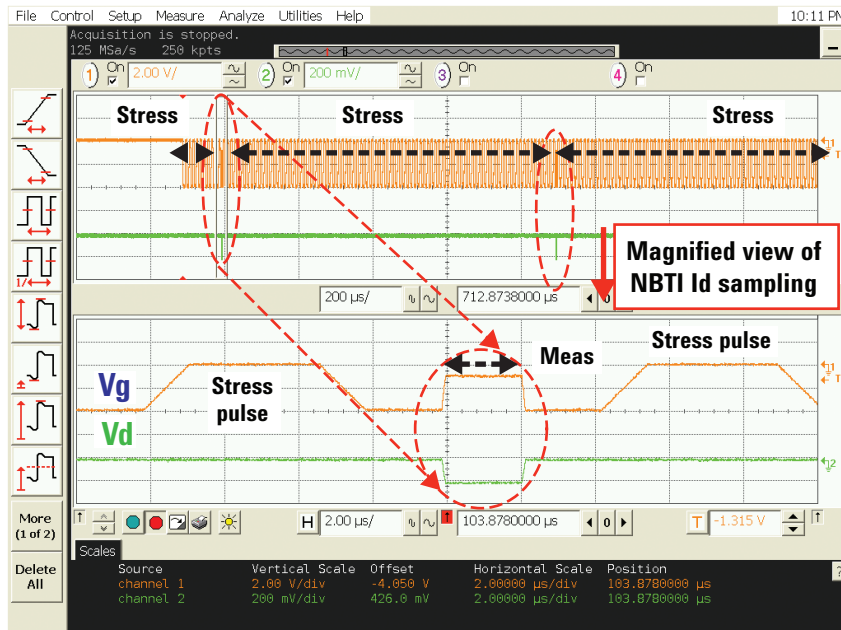 File Control Setup Measure Analyze Utilities Help 10:11 PM
Acquisition is stopped.
125 MSa/s 250 kpts
1 On 2.00 V/ 2 On 200 mV/ 3 On 4 On
Stress Stress Stress
1
T
Magnified view of
NBTI Id sampling
200 µs/ 712.8738000 µs 0
1/
Meas Stress pulse
1
T
Vg Stress
pulse
Vd
2
H 2.00 µs/ 103.8780000 µs 0 T -1.315 V
More
(1 of 2)
Delete
All
Scales
Source Vertical Scale Offset Horizontal Scale Position
channel 1 2.00 V/div -4.050 V 2.00000 µs/div 103.8780000 µs
channel 2 200 mV/div 426.0 mV 2.00000 µs/div 103.8780000 µs
?